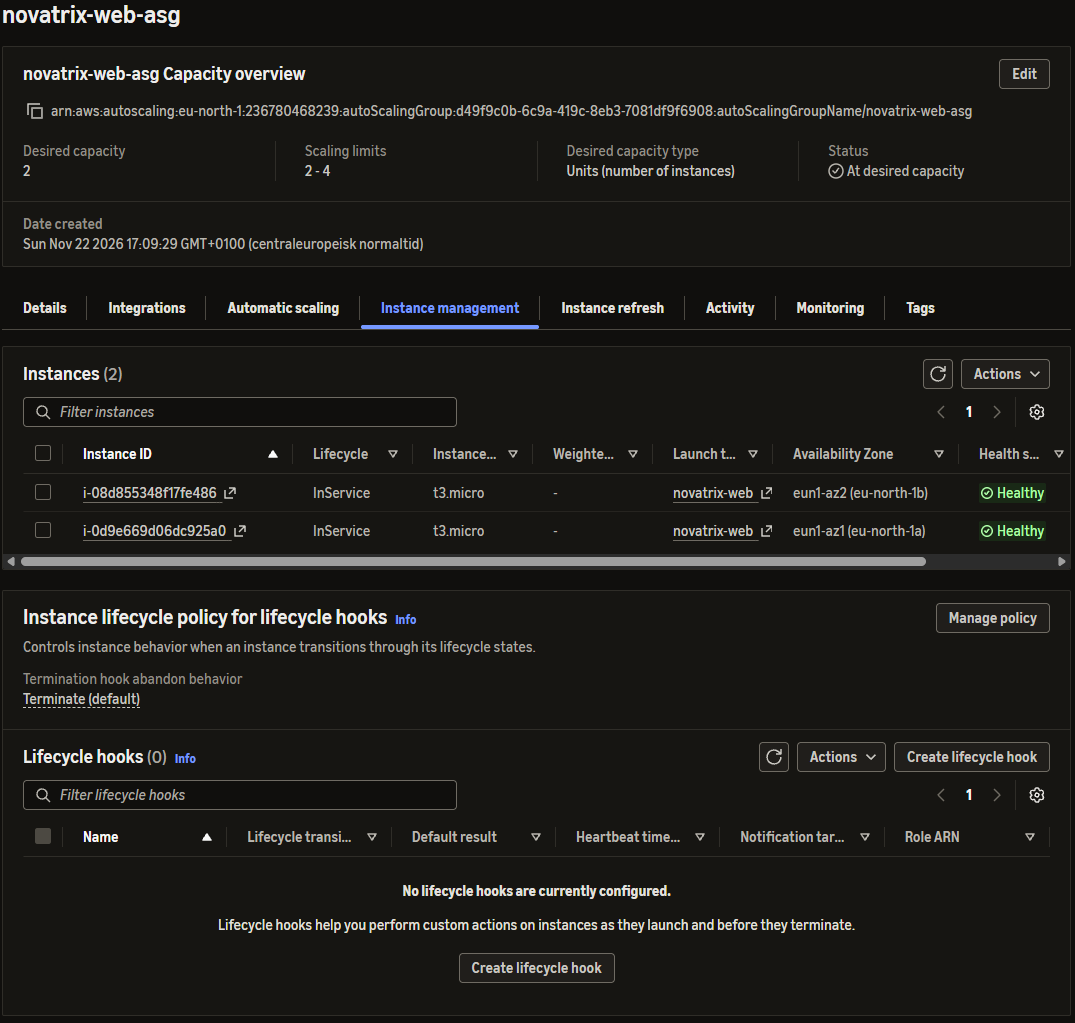 novatrix-web-asg
novatrix-web-asg Capacity overview
Edit
arn:aws:autoscaling:eu-north-1:236780468239:autoScalingGroup:d49f9c0b-6c9a-419c-8eb3-7081df9f6908:autoScalingGroupName/novatrix-web-asg
Desired capacity
2
Scaling limits
2 - 4
Desired capacity type
Units (number of instances)
Status
At desired capacity
Date created
Sun Nov 22 2026 17:09:29 GMT+0100 (centraleuropeisk normaltid)
Details Integrations Automatic scaling Instance management Instance refresh Activity Monitoring Tags
Instances (2)
Actions
Filter instances
1
Instance ID Lifecycle Instance... Weighte... Launch t... Availability Zone Health s...
i-08d855348f17fe486 InService t3.micro - novatrix-web eun1-az2 (eu-north-1b) Healthy
i-0d9e669d06dc925a0 InService t3.micro - novatrix-web eun1-az1 (eu-north-1a) Healthy
Instance lifecycle policy for lifecycle hooks Info
Manage policy
Controls instance behavior when an instance transitions through its lifecycle states.
Termination hook abandon behavior
Terminate (default)
Lifecycle hooks (0) Info
Actions
Create lifecycle hook
Filter lifecycle hooks
1
Name Lifecycle transi... Default result Heartbeat time... Notification tar... Role ARN
No lifecycle hooks are currently configured.
Lifecycle hooks help you perform custom actions on instances as they launch and before they terminate.
Create lifecycle hook